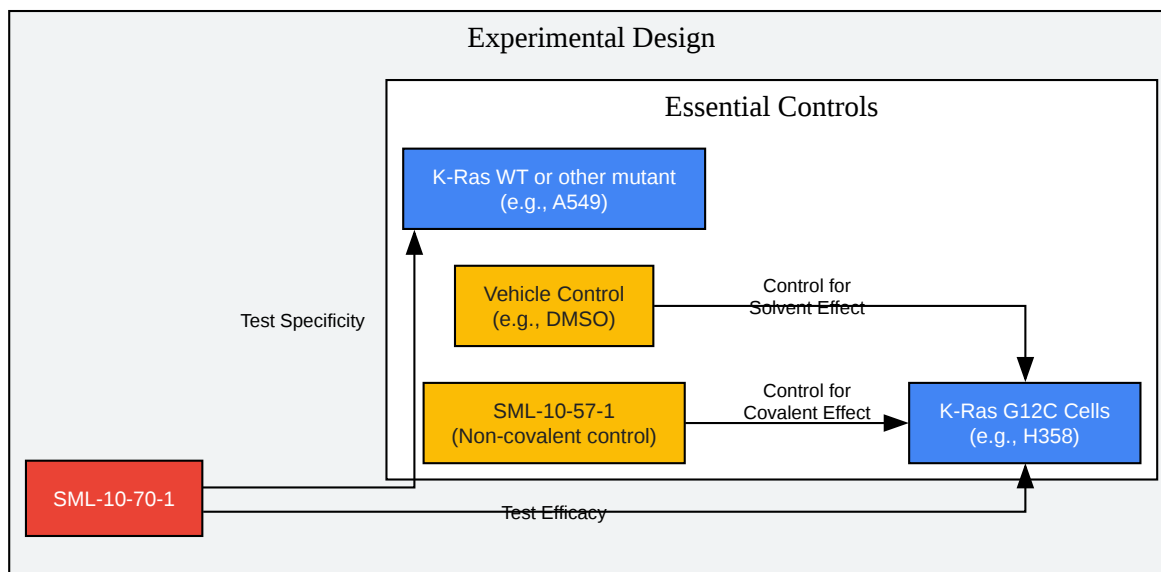 Experimental Design
Essential Controls
K-Ras WT or other mutant
(e.g., A549)
Vehicle Control
(e.g., DMSO)
Control for
Solvent Effect
Test Specificity
SML-10-57-1
(Non-covalent control)
Control for
Covalent Effect
K-Ras G12C Cells
(e.g., H358)
SML-10-70-1
Test Efficacy